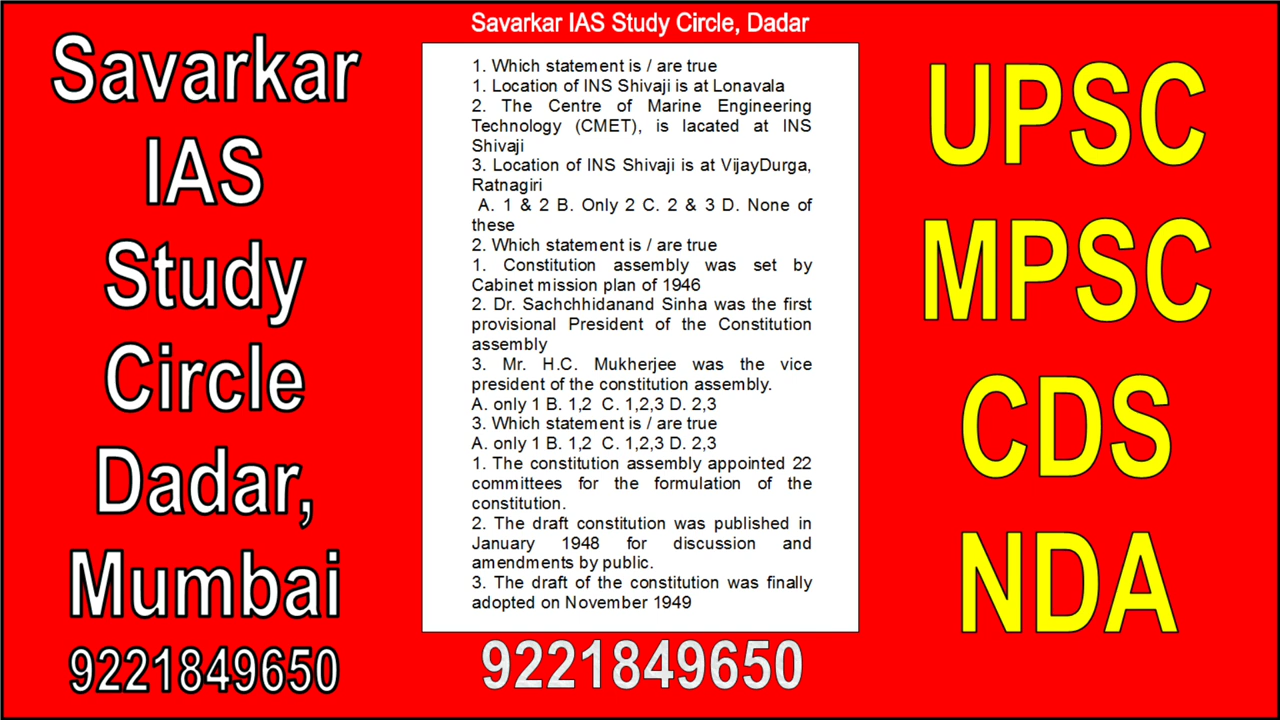 Savarkar IAS Study Circle, Dadar
Savarkar
IAS
Study
Circle
Dadar,
Mumbai
9221849650
1. Which statement is / are true
1. Location of INS Shivaji is at Lonavala
2. The Centre of Marine Engineering
Technology (CMET), is lacated at INS
Shivaji
3. Location of INS Shivaji is at VijayDurga,
Ratnagiri
A. 1 & 2 B. Only 2 C. 2 & 3 D. None of
these
2. Which statement is / are true
1. Constitution assembly was set by
Cabinet mission plan of 1946
2. Dr. Sachchhidanand Sinha was the first
provisional President of the Constitution
assembly
3. Mr. H.C. Mukherjee was the vice
president of the constitution assembly.
A. only 1 B. 1,2 C. 1,2,3 D. 2,3
3. Which statement is / are true
A. only 1 B. 1,2 C. 1,2,3 D. 2,3
1. The constitution assembly appointed 22
committees for the formulation of the
constitution.
2. The draft constitution was published in
January 1948 for discussion and
amendments by public.
3. The draft of the constitution was finally
adopted on November 1949
9221849650
UPSC
MPSC
CDS
NDA